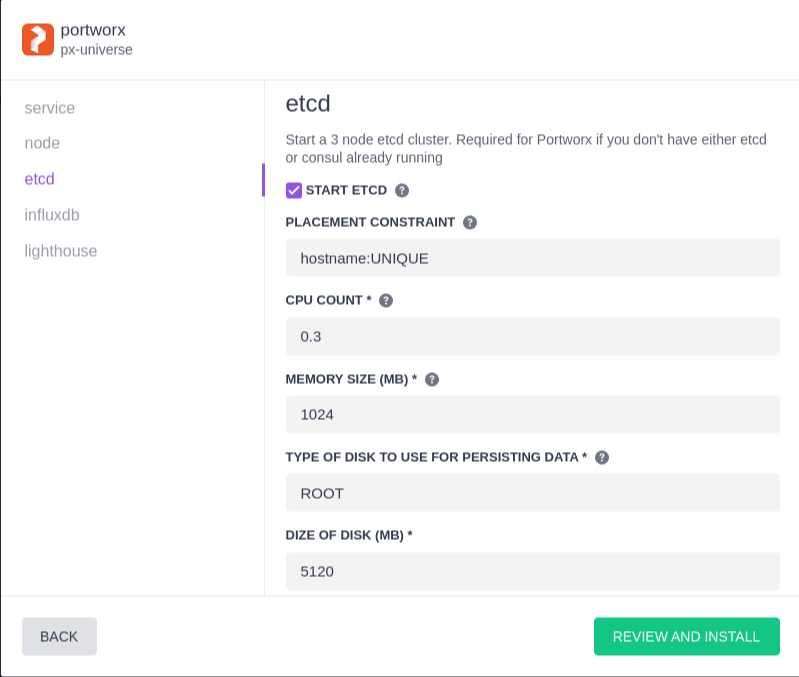 portworx
px-universe
service
node
etcd
influxdb
lighthouse
etcd
Start a 3 node etcd cluster. Required for Portworx if you don't have either etcd
or consul already running
START ETCD ?
PLACEMENT CONSTRAINT ?
hostname:UNIQUE
CPU COUNT * ?
0.3
MEMORY SIZE (MB) * ?
1024
TYPE OF DISK TO USE FOR PERSISTING DATA * ?
ROOT
DIZE OF DISK (MB) *
5120
BACK
REVIEW AND INSTALL